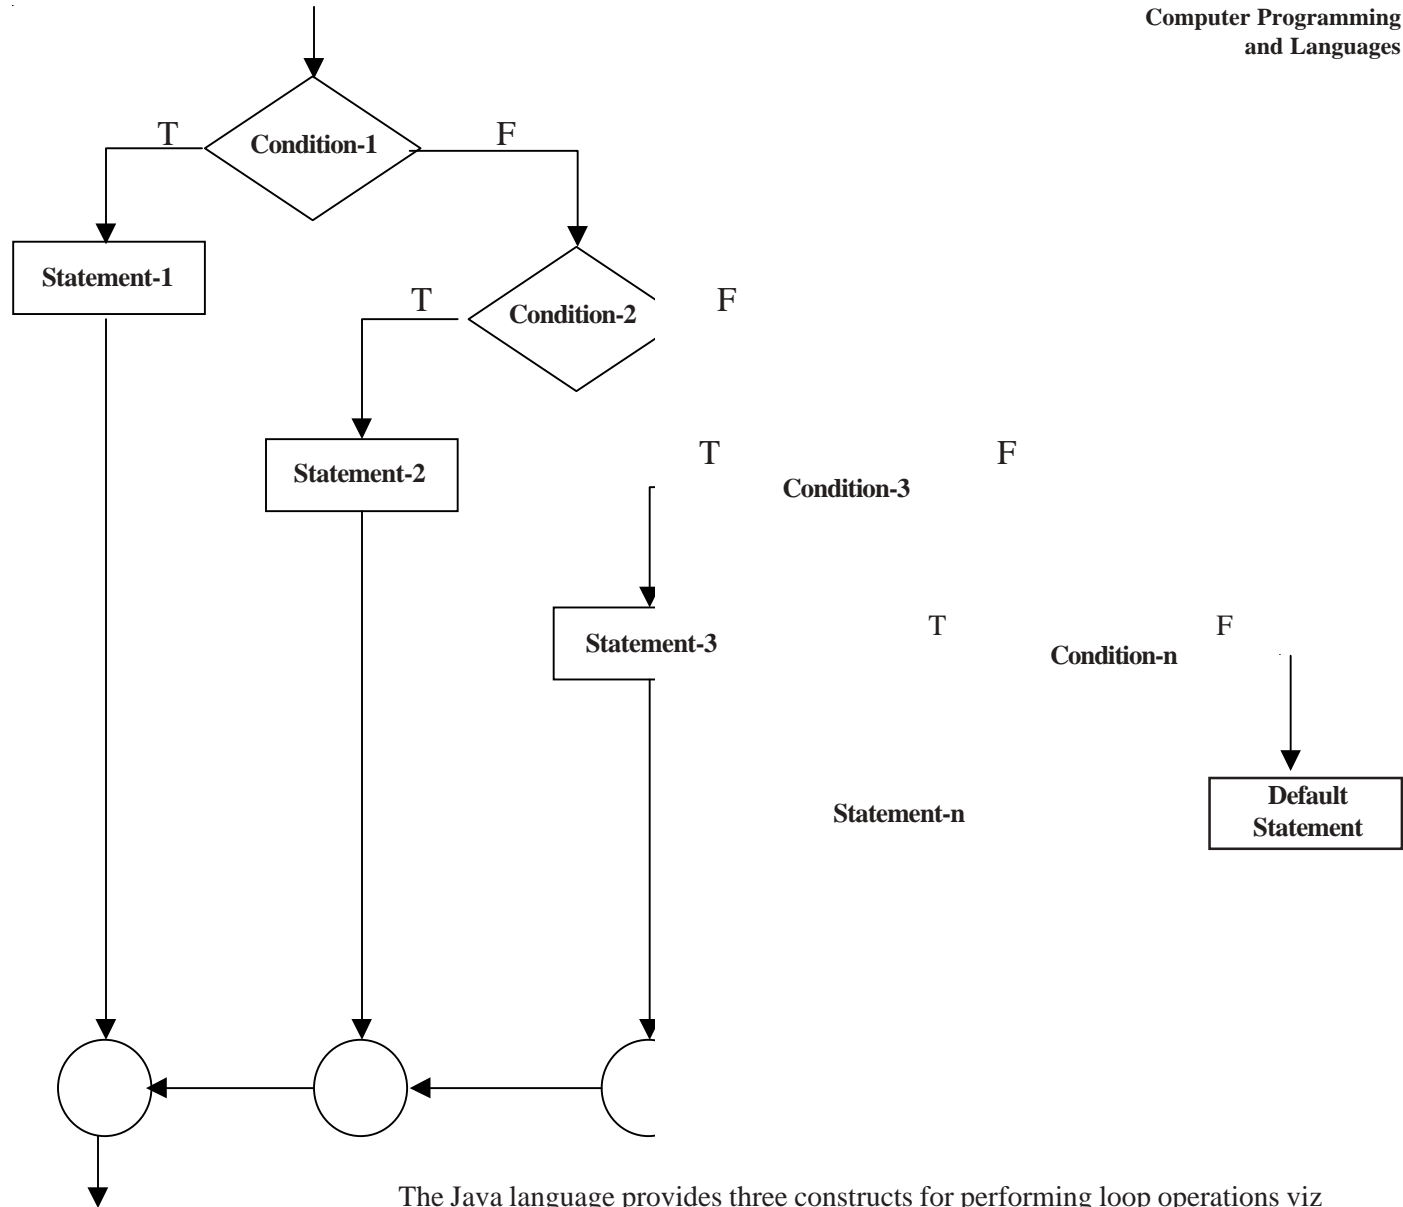 Computer Programming
and Languages
T
Condition-1
F
Statement-1
T
Condition-2
F
Statement-2
T
Condition-3
F
Statement-3
T
Condition-n
F
Statement-n
Default
Statement
The Java language provides three constructs for performing loop operations viz